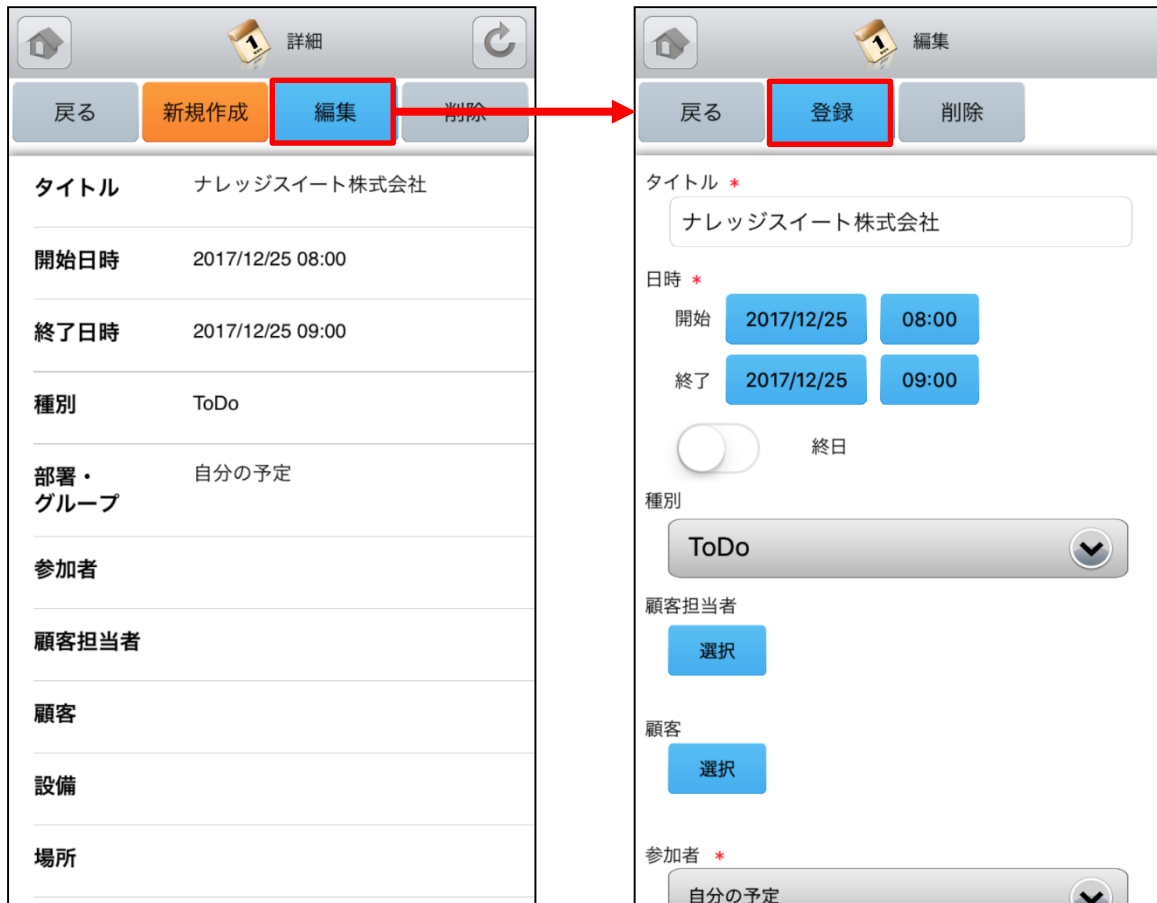 詳細
戻る 新規作成 編集 削除
タイトル ナレッジスイート株式会社
開始日時 2017/12/25 08:00
終了日時 2017/12/25 09:00
種別 ToDo
部署・ 自分の予定
グループ
参加者
顧客担当者
顧客
設備
場所
編集
戻る 登録 削除
タイトル *
ナレッジスイート株式会社
日時 *
開始 2017/12/25 08:00
終了 2017/12/25 09:00
終日
種別
ToDo
顧客担当者
選択
顧客
選択
参加者 *
自分の予定